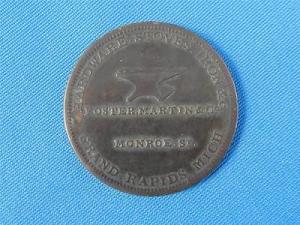 HARDWARE STOVES IRON &C.
FOSTER, MARTIN & CO.
MONROE ST.
GRAND RAPIDS MICH